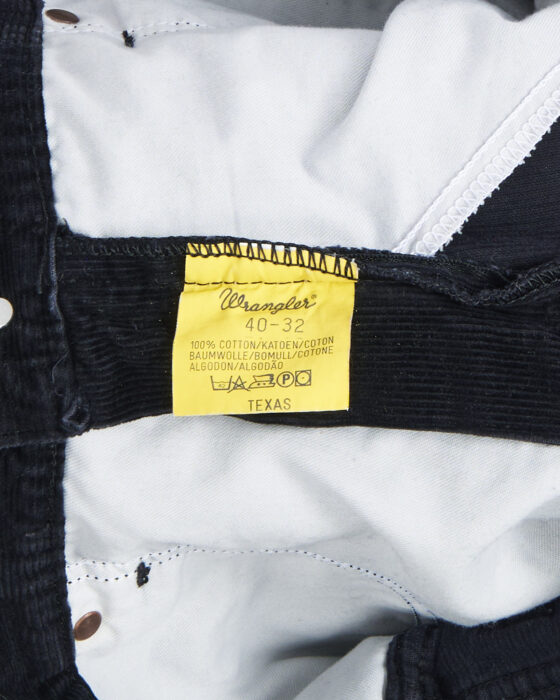 Wrangler®
40-32
100% COTTON/KATOEN/COTON
BAUMWOLLE/BOMULL/COTONE
ALGODON/ALGODÃO
P
TEXAS